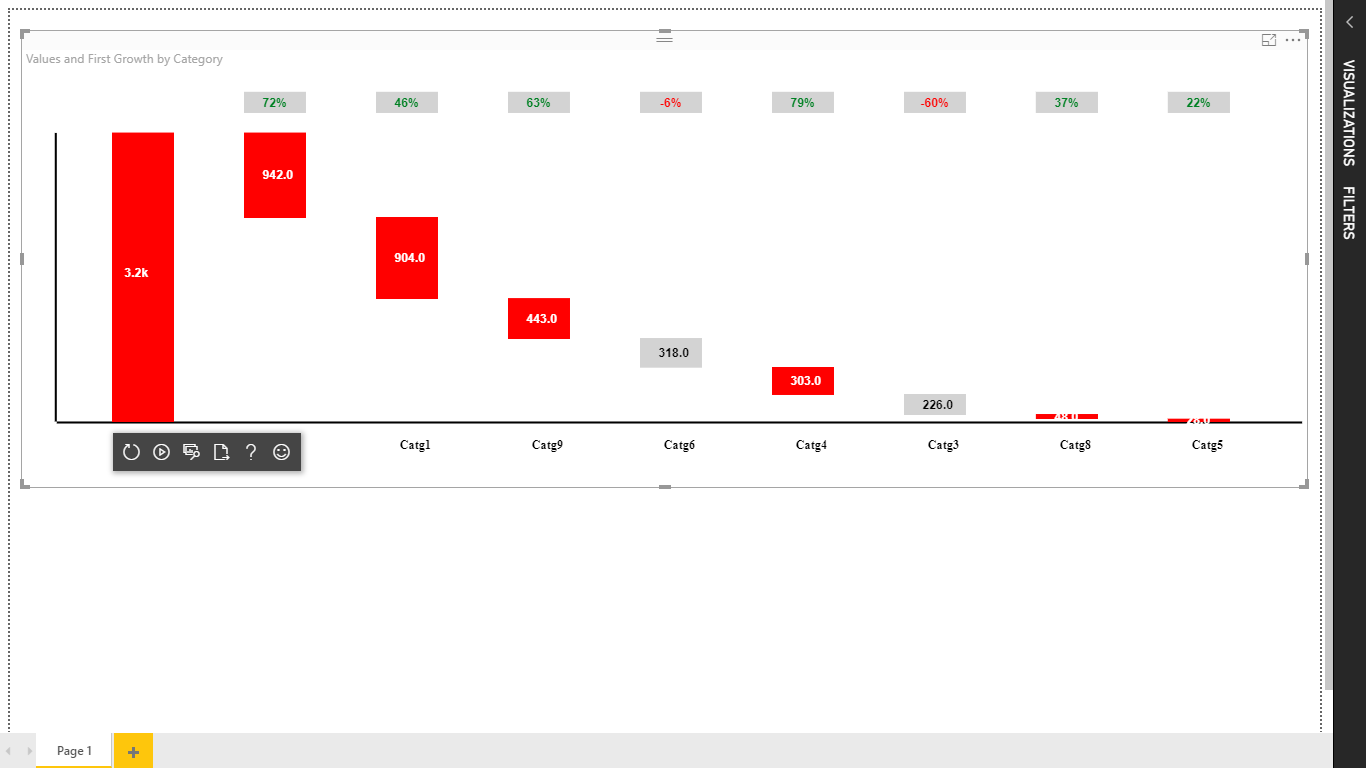 Values and First Growth by Category
72% 46% 63% -6% 79% -60% 37% 22%
942.0
904.0
3.2k
443.0
318.0
303.0
226.0
Catg1 Catg9 Catg6 Catg4 Catg3 Catg8 Catg5
?
Page 1
VISUALIZATIONS
FILTERS